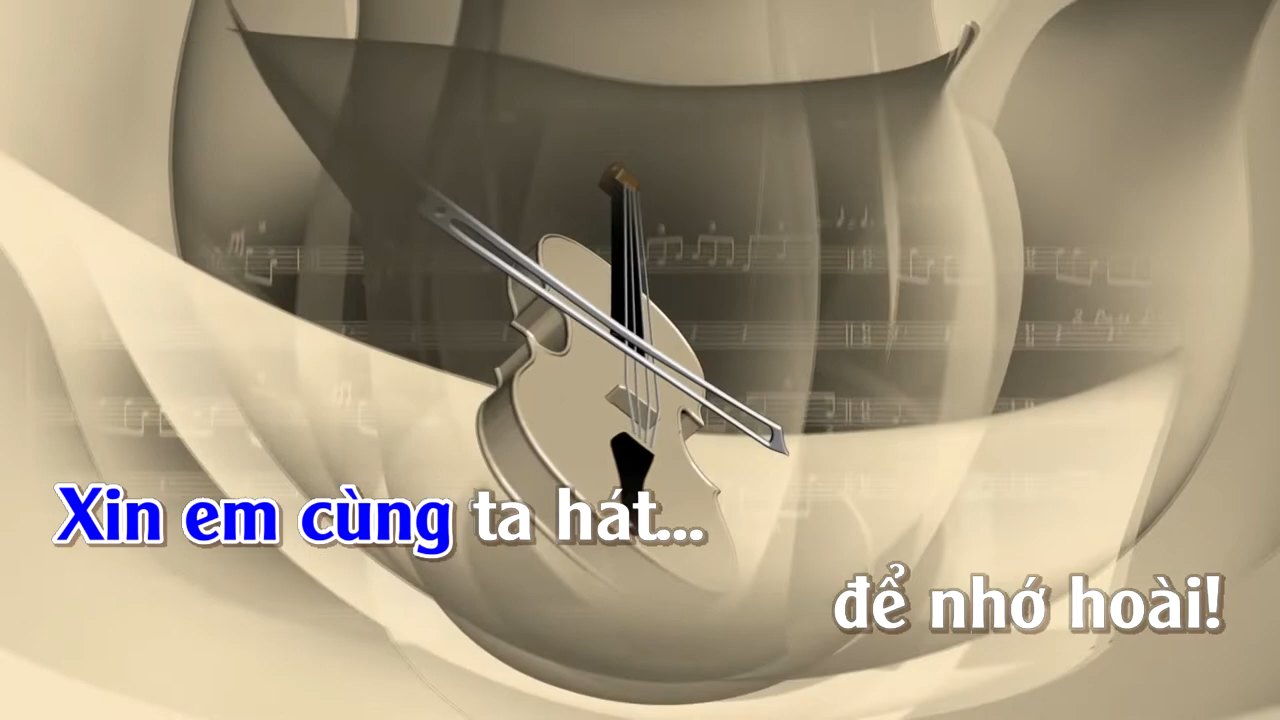 Xin em cùng ta hát...
để nhớ hoài!